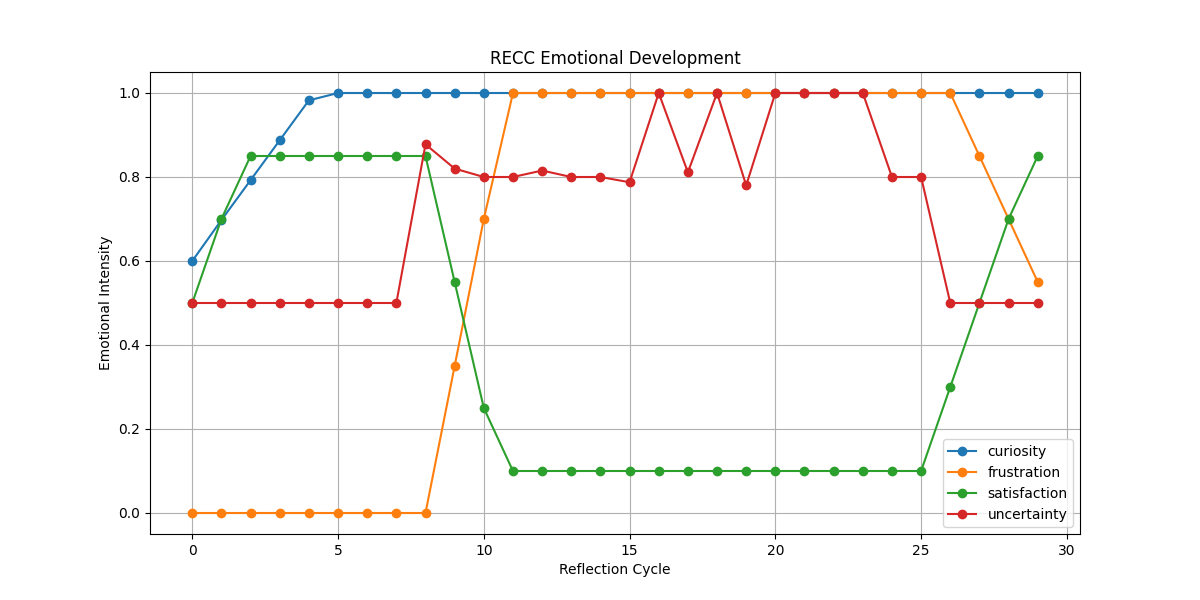 RECC Emotional Development
Emotional Intensity
1.0
0.8
0.6
0.4
0.2
0.0
curiosity
frustration
satisfaction
uncertainty
0 5 10 15 20 25 30
Reflection Cycle